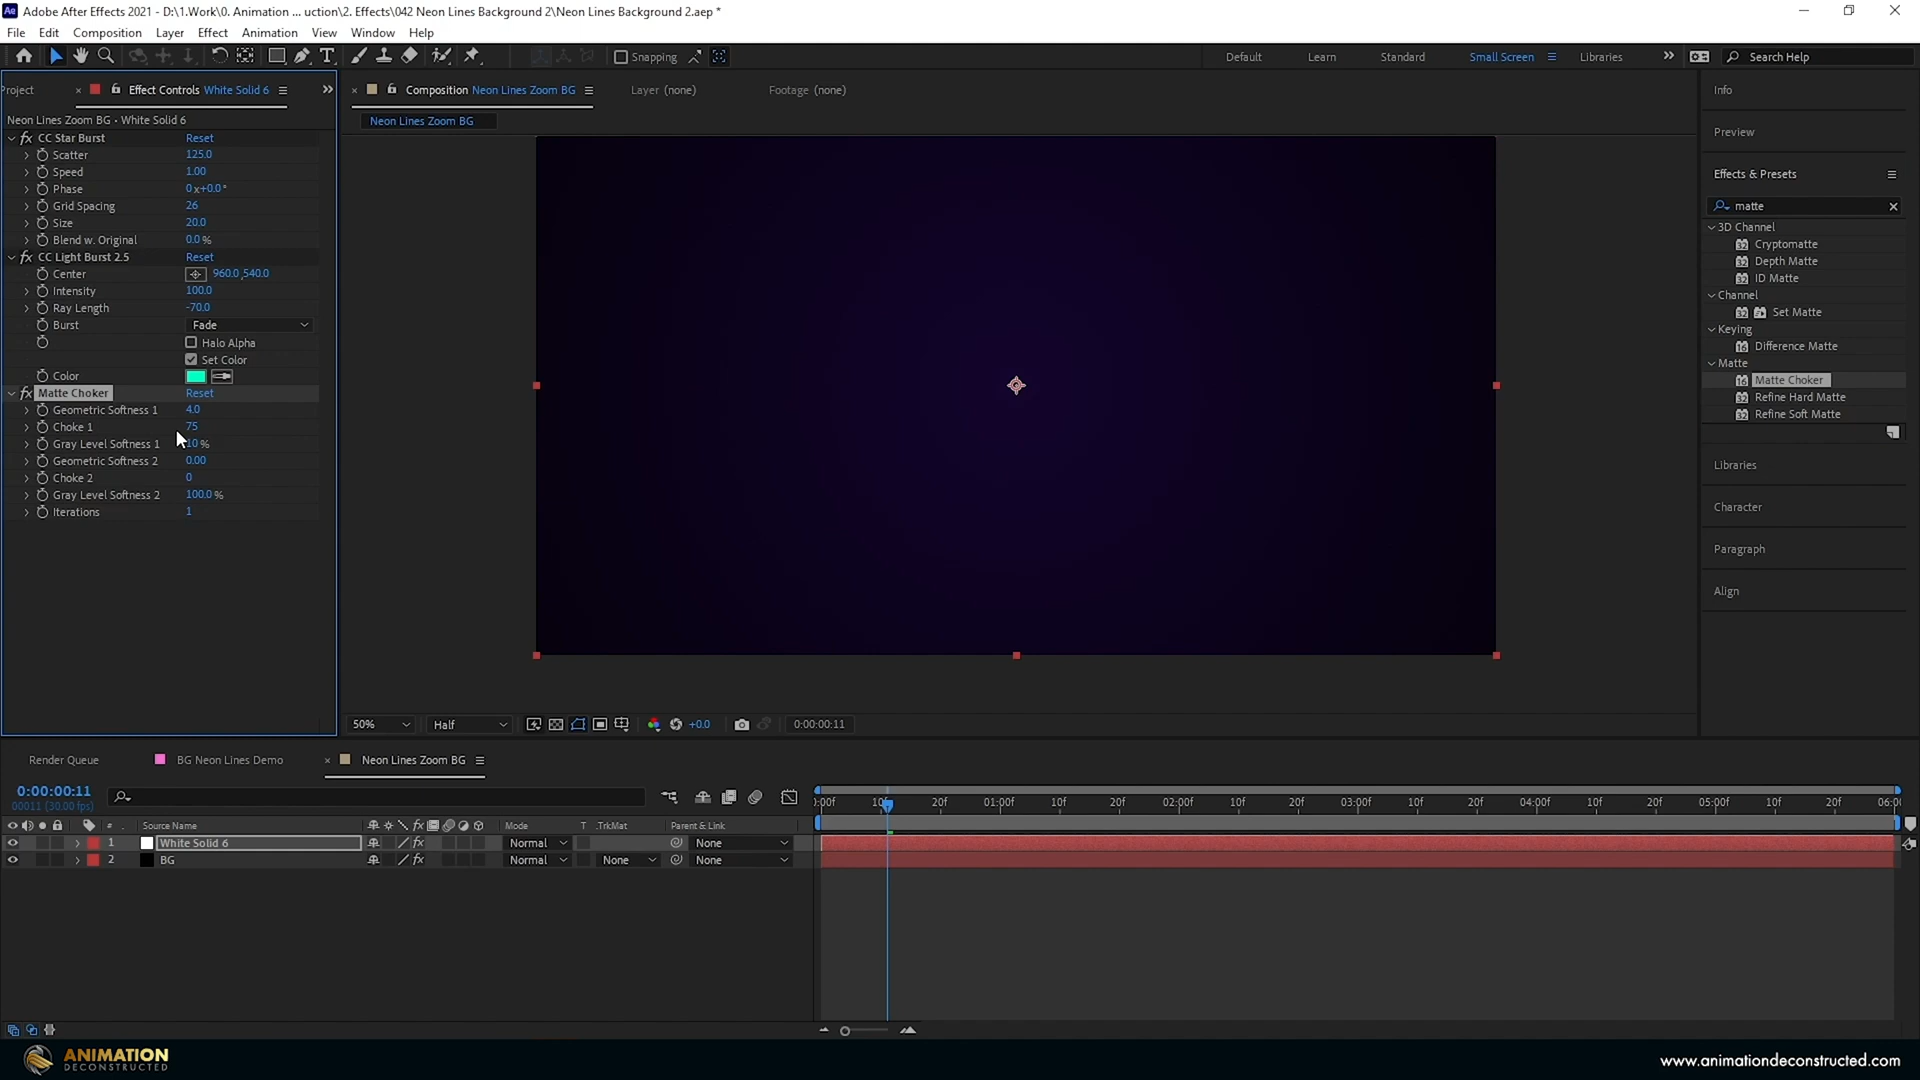 Adobe After Effects 2021 - D:\1.Work\0. Animation ... uction\2. Effects\042 Neon Lines Background 2\Neon Lines Background 2.aep *
File Edit Composition Layer Effect Animation View Window Help
Snapping Default Learn Standard Small Screen Libraries Search Help
roject Effect Controls White Solid 6 Composition Neon Lines Zoom BG Layer (none) Footage (none) Info
Neon Lines Zoom BG • White Solid 6
Neon Lines Zoom BG
CC Star Burst Reset
Scatter 125.0
Speed 1.00
Phase 0 x+0.0°
Grid Spacing 26
Size 20.0
Blend w. Original 0.0 %
CC Light Burst 2.5 Reset
Center 960.0, 540.0
Intensity 100.0
Ray Length -70.0
Burst Fade
Halo Alpha
Set Color
Color
Matte Choker Reset
Geometric Softness 1 4.0
Choke 1 75
Gray Level Softness 1 10 %
Geometric Softness 2 0.00
Choke 2 0
Gray Level Softness 2 100.0 %
Iterations 1
Preview
Effects & Presets
matte
3D Channel
Cryptomatte
Depth Matte
ID Matte
Channel
Set Matte
Keying
Difference Matte
Matte
Matte Choker
Refine Hard Matte
Refine Soft Matte
Libraries
Character
Paragraph
Align
50% Half +0.0 0:00:00:11
Render Queue BG Neon Lines Demo Neon Lines Zoom BG
0:00:00:11
00011 (30.00 fps)
):00f 10f 20f 01:00f 10f 20f 02:00f 10f 20f 03:00f 10f 20f 04:00f 10f 20f 05:00f 10f 20f 06:0
# Source Name Mode T .TrkMat Parent & Link
1 White Solid 6 Normal None
2 BG Normal None None
ANIMATION
DECONSTRUCTED
www.animationdeconstructed.com